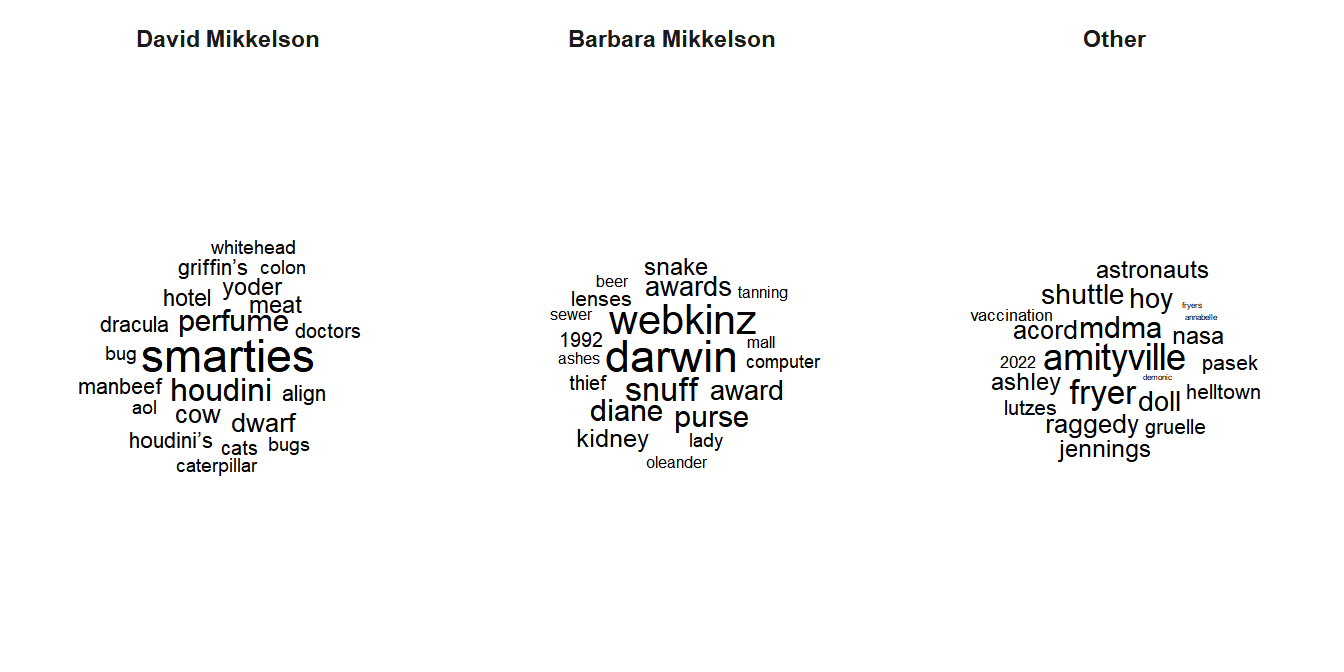 David Mikkelson
whitehead
griffin’s colon
yoder
hotel meat
dracula perfume doctors
bug smarties
manbeef houdini align
aol cow dwarf
houdini’s cats bugs
caterpillar
Barbara Mikkelson
snake
beer awards tanning
lenses
sewer webkinz
1992 mall
ashes darwin computer
thief snuff award
diane purse
kidney lady
oleander
Other
astronauts
shuttle hoy fryers
vaccination annabelle
acord mdma nasa
2022 amityville pasek
demonic
ashley fryer doll helltown
lutzes
raggedy gruelle
jennings